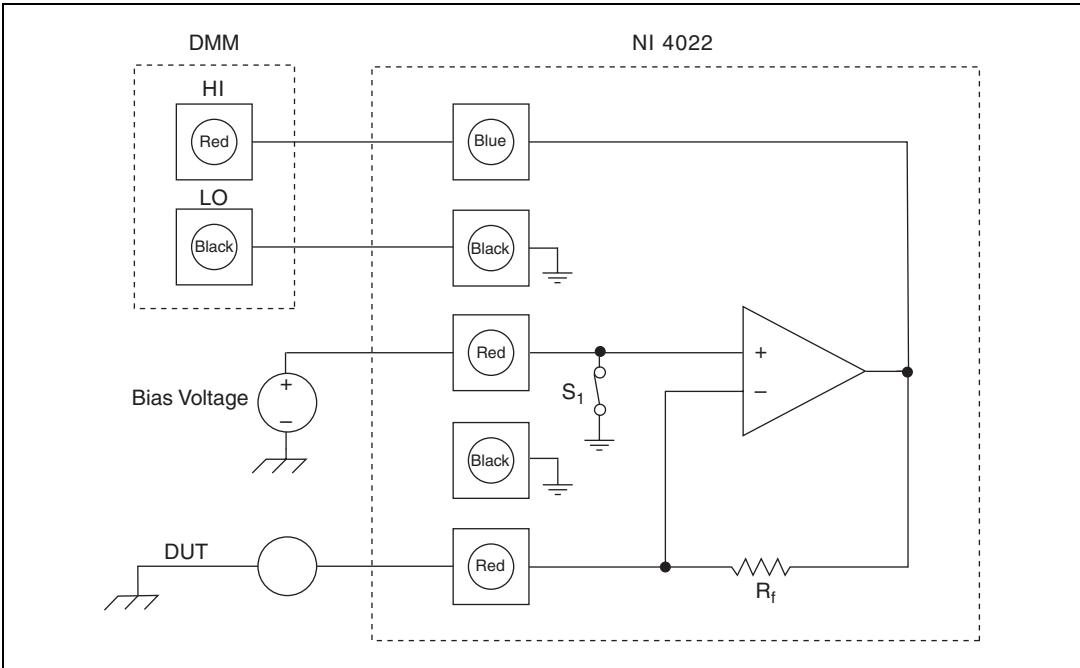 DMM
NI 4022
HI
Red
Blue
LO
Black
Black
Red
+
S1
–
+
–
Bias Voltage
Black
DUT
Red
Rf